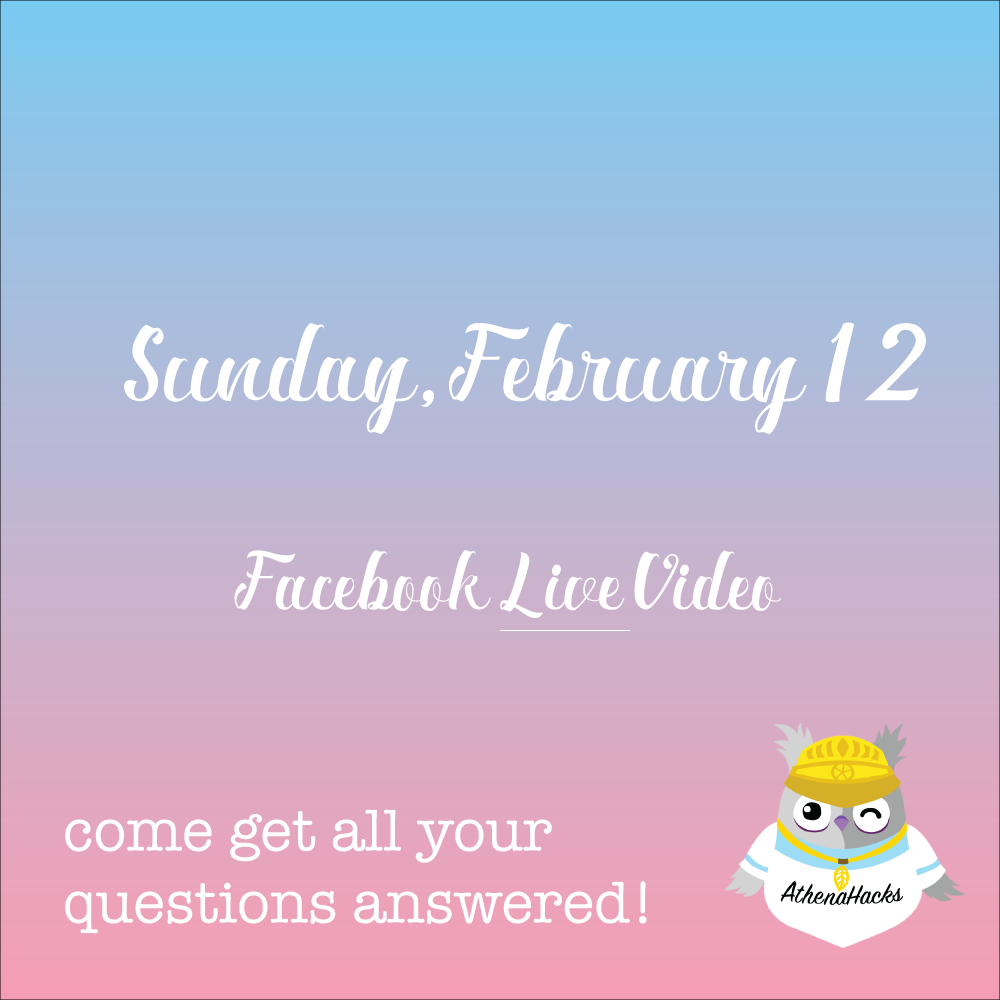 Sunday, February 12
Facebook Live Video
come get all your
questions answered!
AthenaHacks